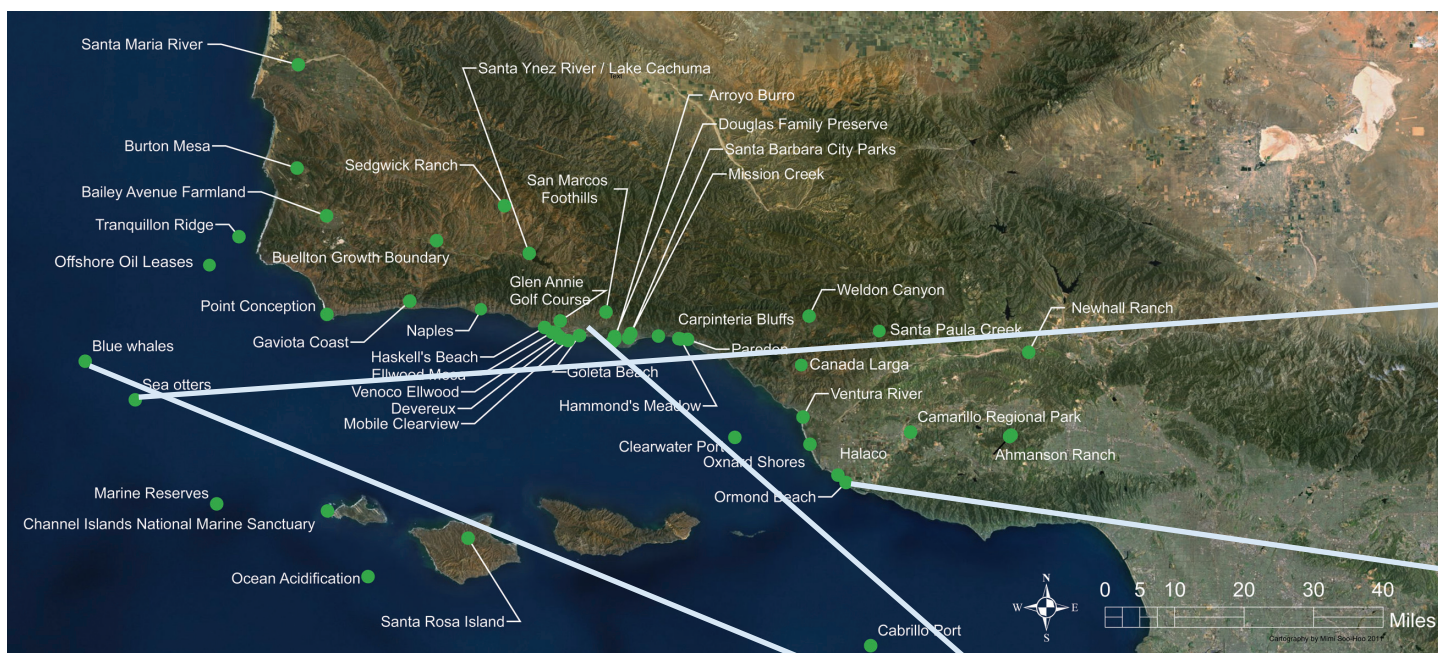 Santa Maria River
Santa Ynez River / Lake Cachuma
Arroyo Burro
Douglas Family Preserve
Santa Barbara City Parks
Mission Creek
Burton Mesa
Sedgwick Ranch
San Marcos
Foothills
Bailey Avenue Farmland
Tranquillon Ridge
Offshore Oil Leases
Buellton Growth Boundary
Glen Annie
Golf Course
Weldon Canyon
Point Conception
Carpinteria Bluffs
Newhall Ranch
Naples
Santa Paula Creek
Gaviota Coast
Blue whales
Haskell's Beach
Paredon
Ellwood Mesa
Goleta Beach
Canada Larga
Sea otters
Venoco Ellwood
Ventura River
Devereux
Hammond's Meadow
Mobile Clearview
Camarillo Regional Park
Clearwater Port
Halaco
Ahmanson Ranch
Oxnard Shores
Marine Reserves
Ormond Beach
Channel Islands National Marine Sanctuary
Ocean Acidification
Santa Rosa Island
Cabrillo Port
N
W
E
S
0 5 10 20 30 40
Miles
Cartography by Mimi SooHoo 2011